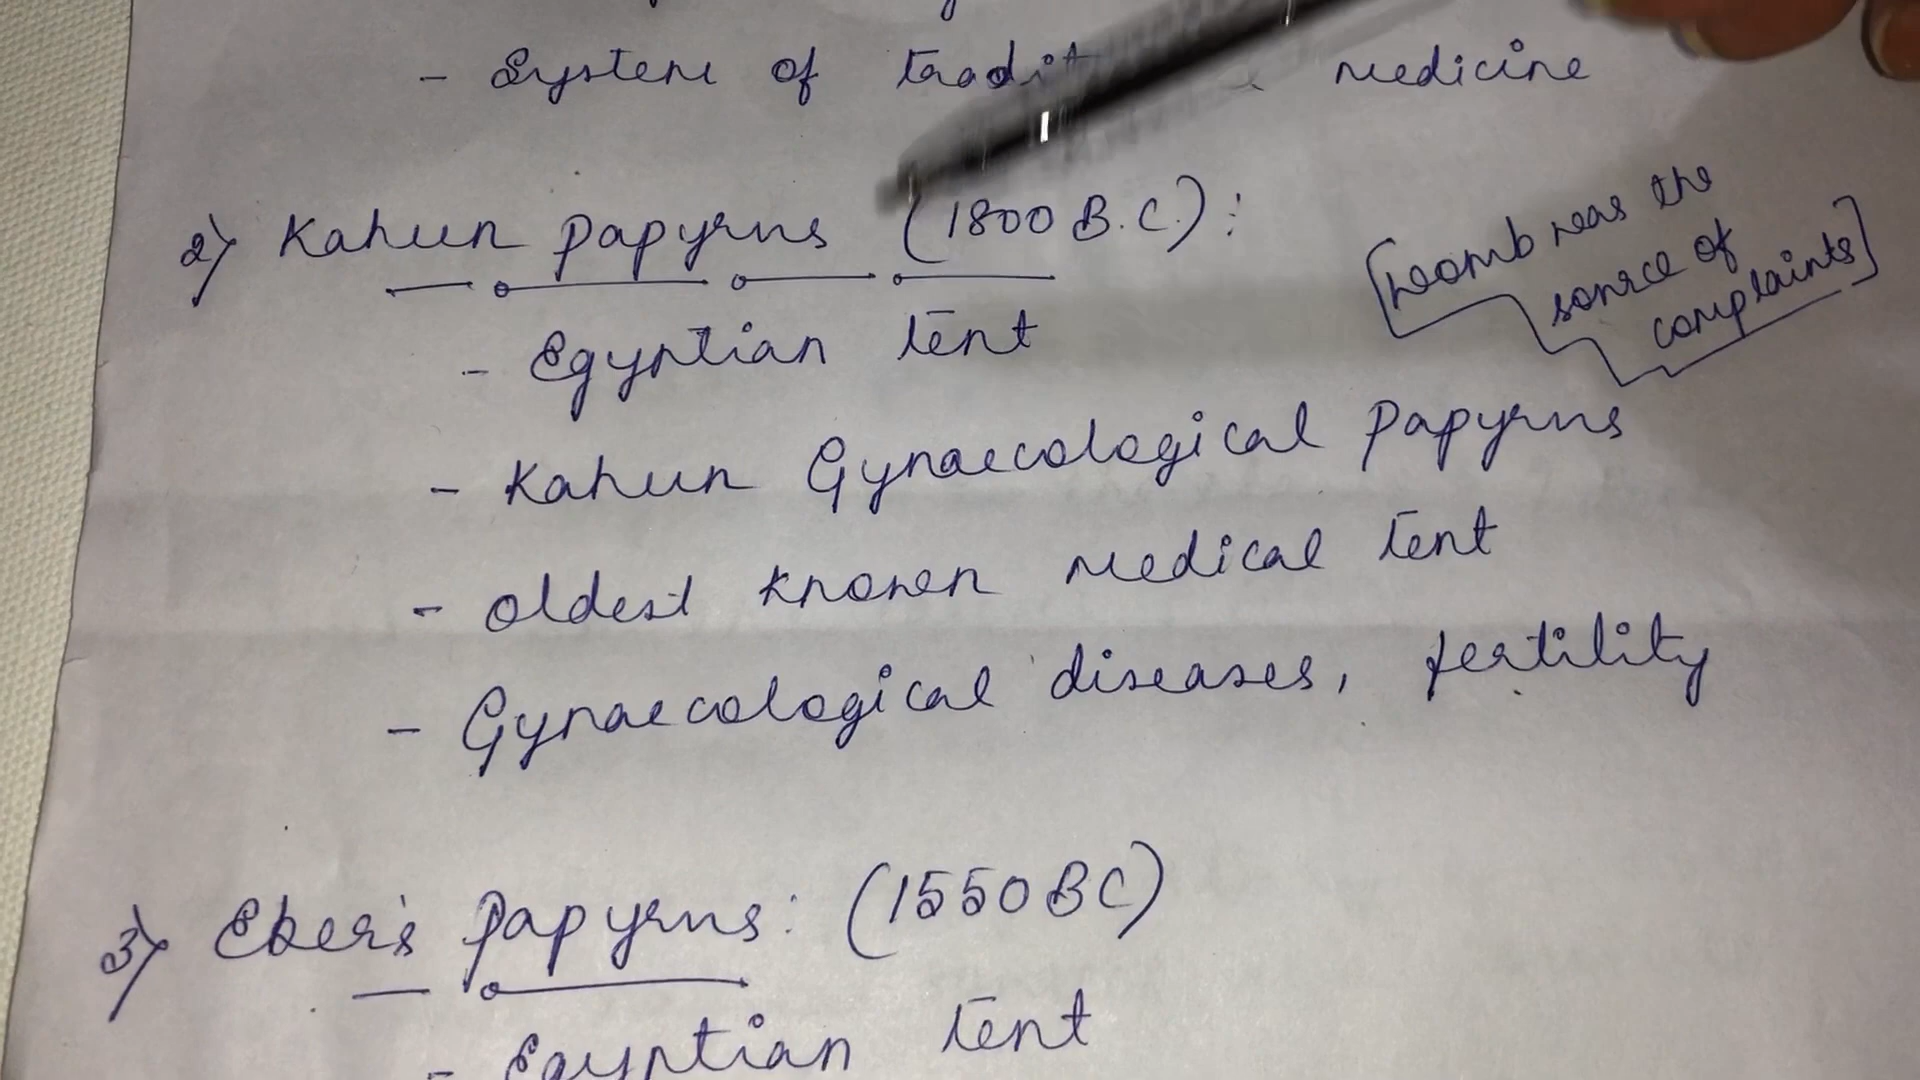 - System of medicine
2) Kahun papyrus (1800 B.C.):
[womb was the
source of
complaints]
- Egyptian text
- Kahun Gynaecological Papyrus
- Oldest known medical text
- Gynaecological diseases, fertility
3) Eber's papyrus: (1550 BC)
- Egyptian text